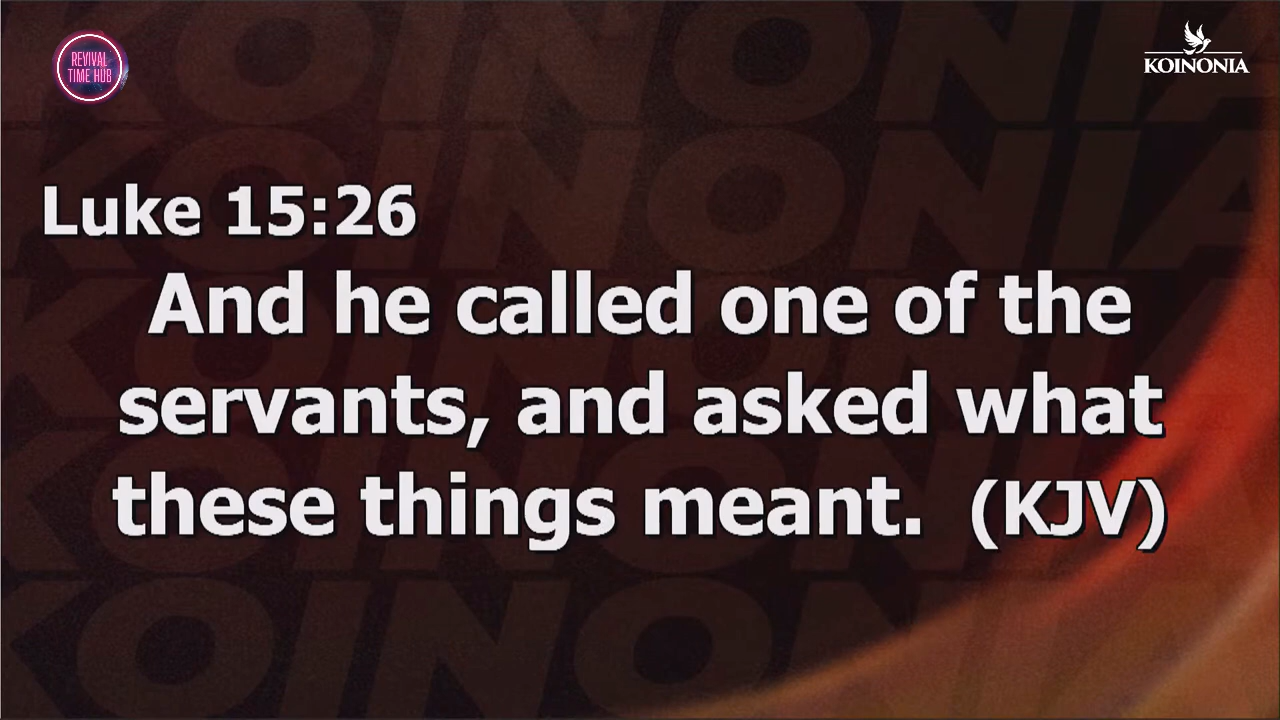 REVIVAL
TIME HUB
KOINONIA
Luke 15:26
And he called one of the
servants, and asked what
these things meant.  (KJV)